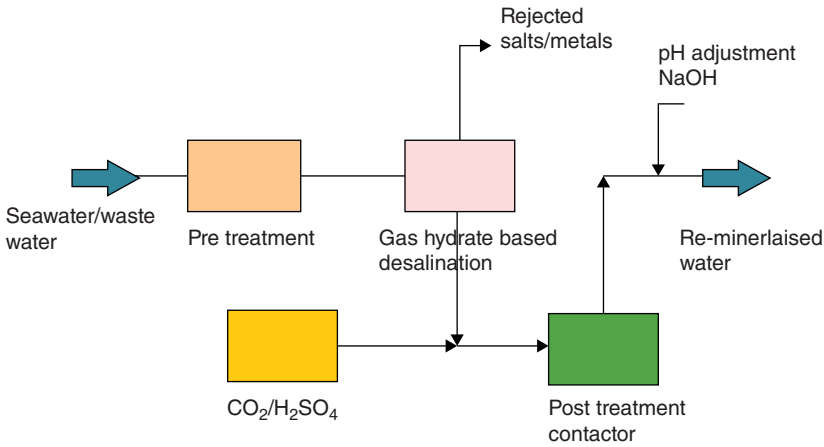 Rejected
salts/metals
pH adjustment
NaOH
Seawater/waste
water
Pre treatment
Gas hydrate based
desalination
Re-minerlaised
water
CO₂/H₂SO₄
Post treatment
contactor